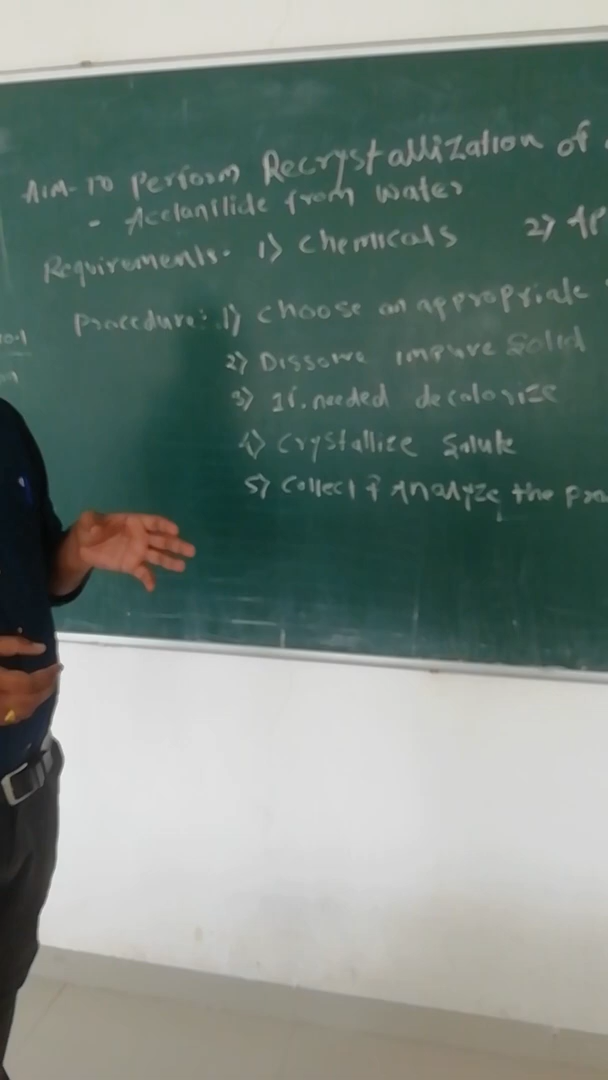 AIM- To perform Recrystallization of
- Acetanilide from water
Requirements- 1) chemicals 2) AP
Procedure:- 1) choose an appropriate
2) Dissolve impure solid
3) If needed decolorize
4) Crystallize Solute
5) Collect & Analyze the pro